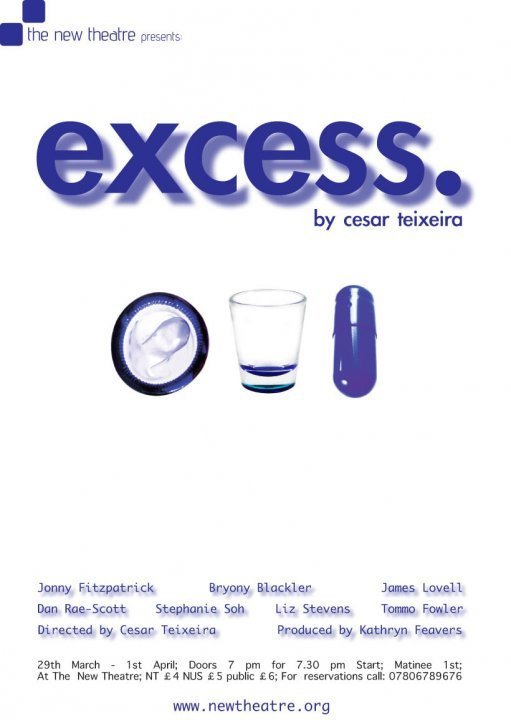 the new theatre presents:
excess.
by cesar teixeira
Jonny Fitzpatrick Bryony Blackler James Lovell
Dan Rae-Scott Stephanie Soh Liz Stevens Tommo Fowler
Directed by Cesar Teixeira Produced by Kathryn Feavers
29th March - 1st April; Doors 7 pm for 7.30 pm Start; Matinee 1st;
At The New Theatre; NT £4 NUS £5 public £6; For reservations call: 07806789676
www.newtheatre.org